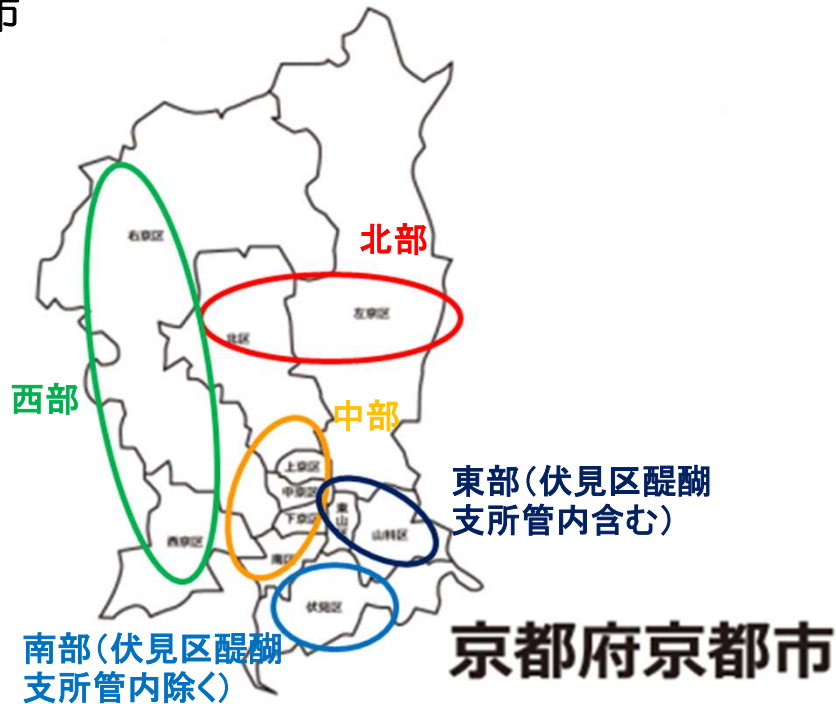 市
右京区
北部
左京区
北区
西部
中部
上京区
中京区
下京区
東山区
山科区
東部（伏見区醍醐
支所管内含む）
西京区
南区
伏見区
南部（伏見区醍醐
支所管内除く）
京都府京都市